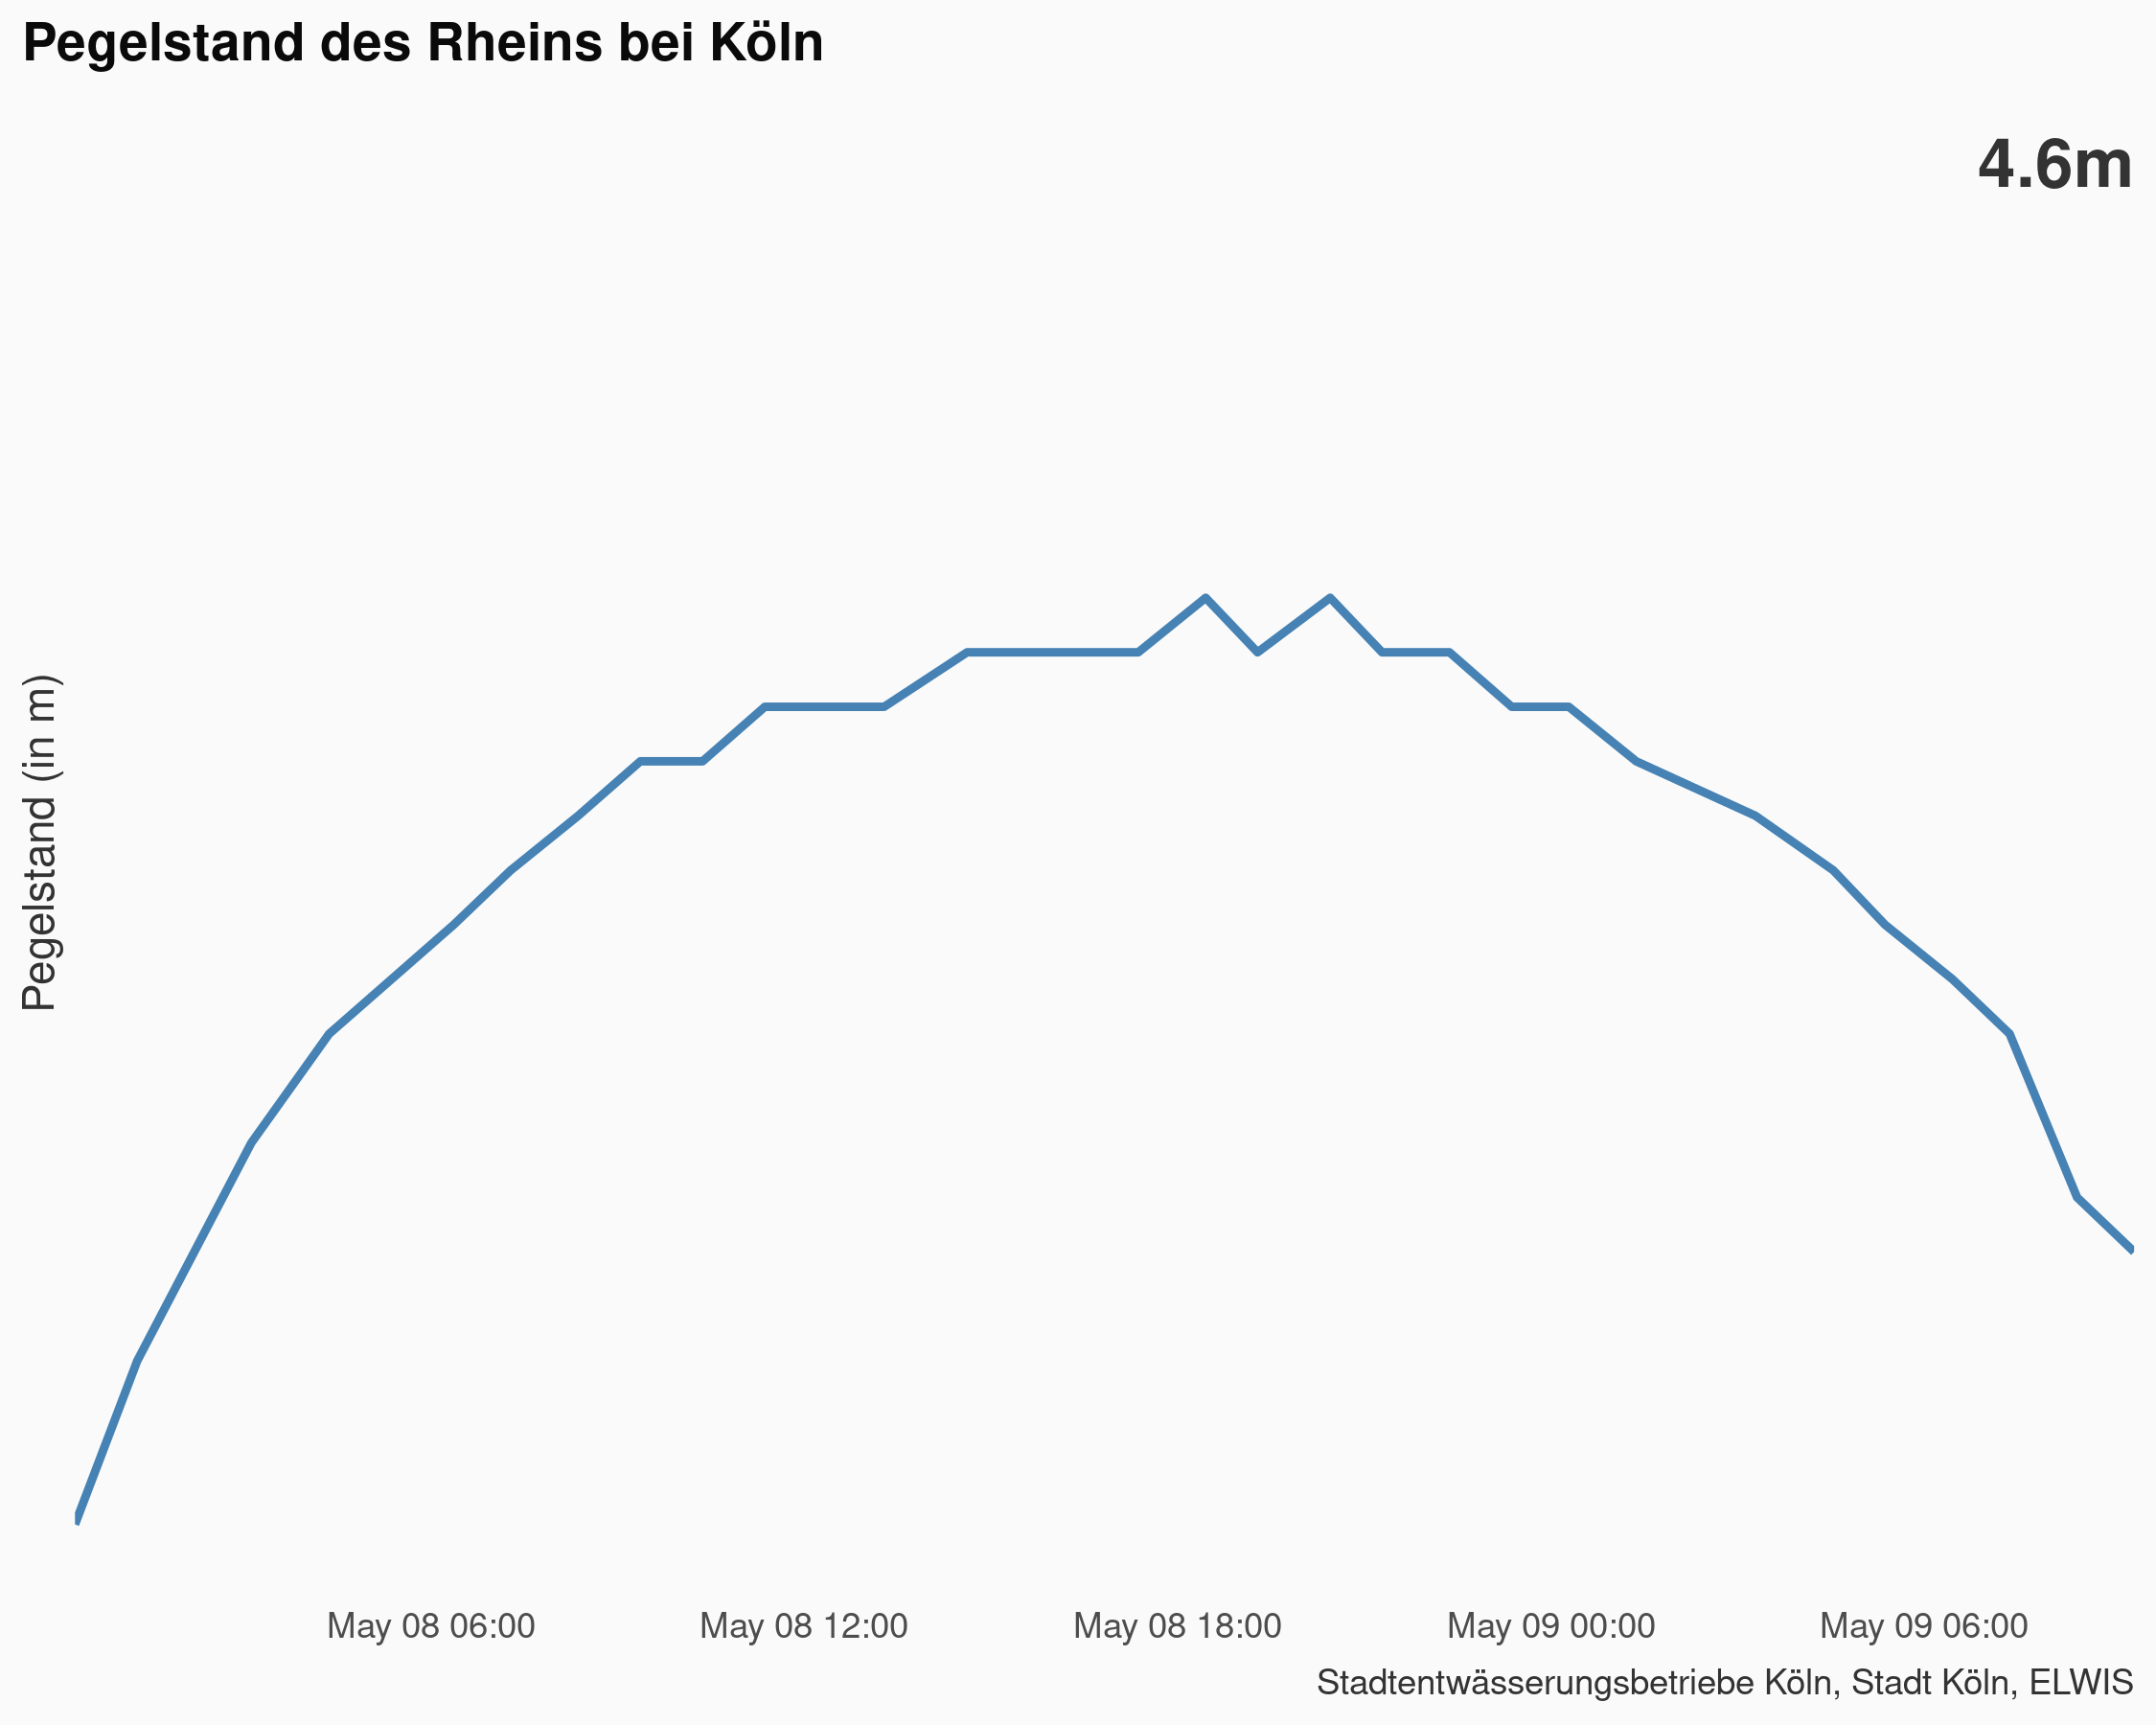 Pegelstand des Rheins bei Köln
4.6m
Pegelstand (in m)
May 08 06:00 May 08 12:00 May 08 18:00 May 09 00:00 May 09 06:00
Stadtentwässerungsbetriebe Köln, Stadt Köln, ELWIS